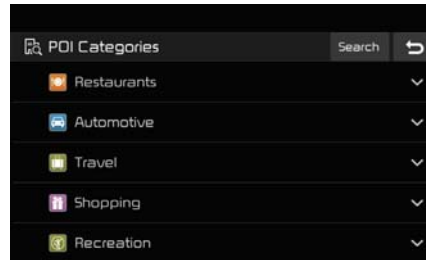 POI Categories Search
Restaurants
Automotive
Travel
Shopping
Recreation